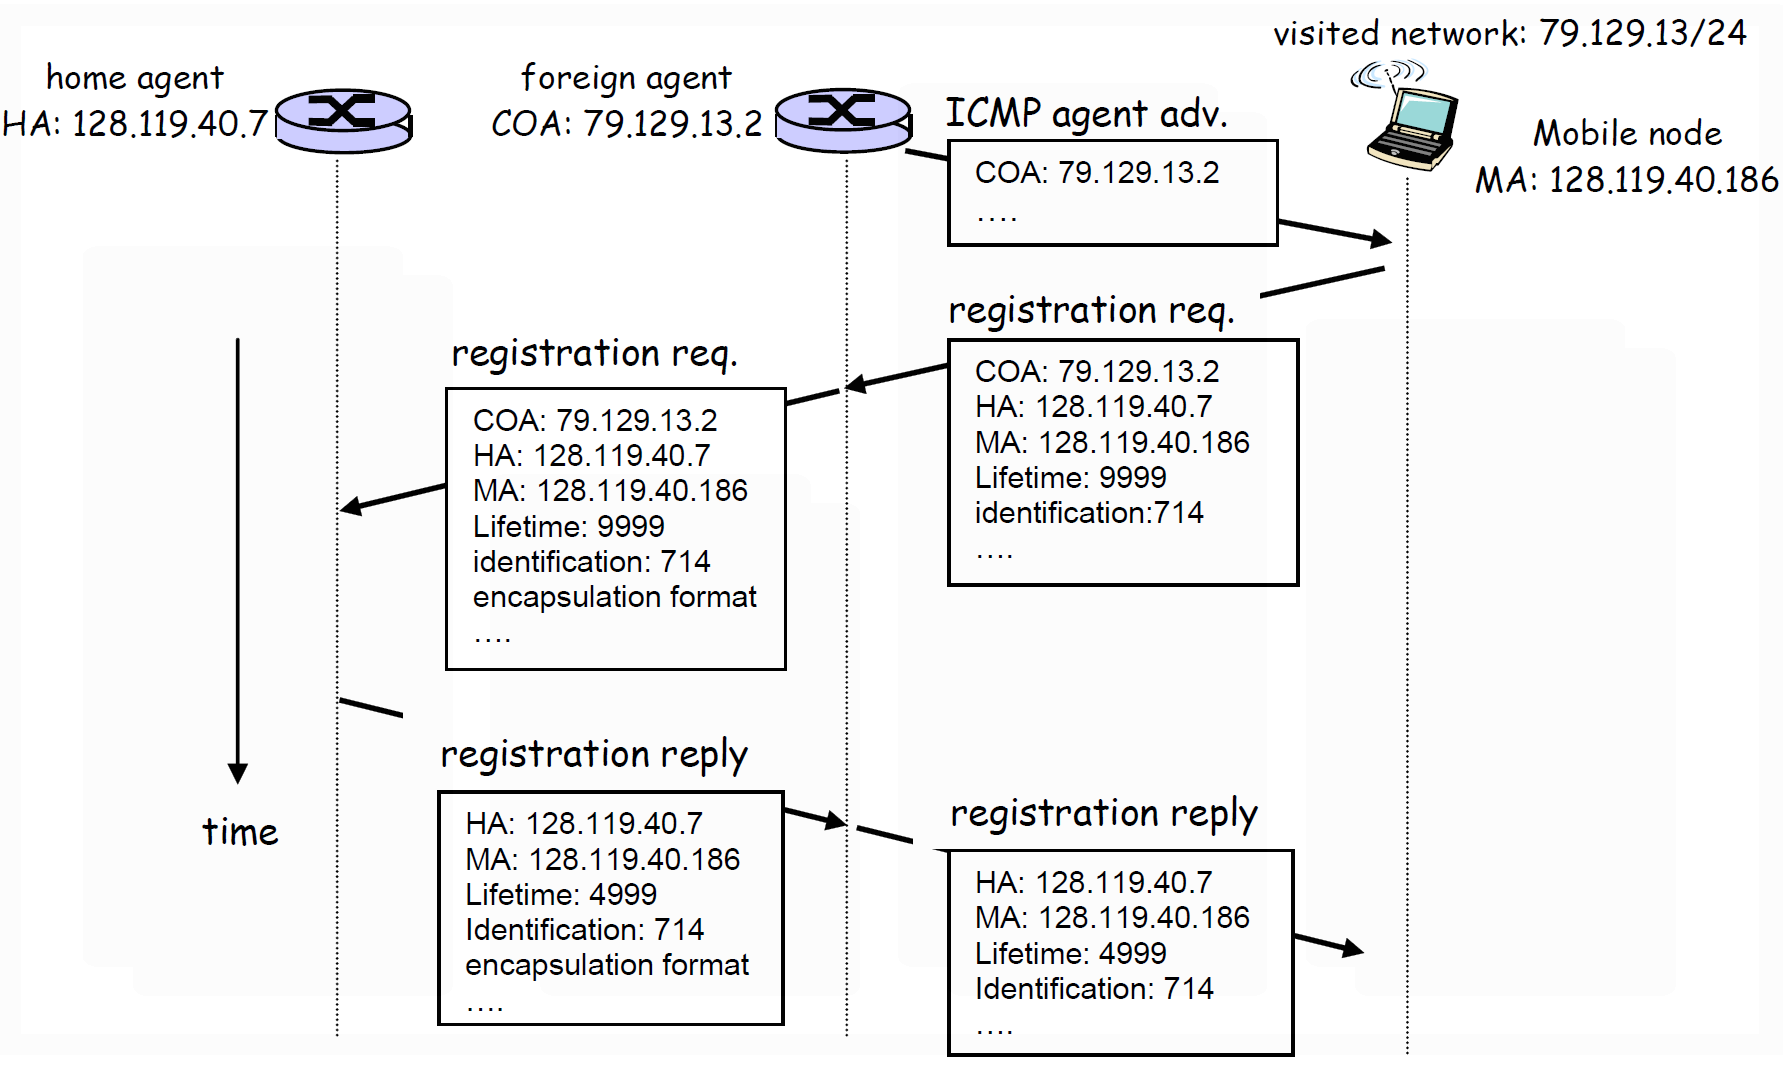 visited network: 79.129.13/24
home agent
HA: 128.119.40.7
foreign agent
COA: 79.129.13.2
ICMP agent adv.
Mobile node
MA: 128.119.40.186
COA: 79.129.13.2
....
registration req.
COA: 79.129.13.2
HA: 128.119.40.7
MA: 128.119.40.186
Lifetime: 9999
identification:714
....
registration req.
COA: 79.129.13.2
HA: 128.119.40.7
MA: 128.119.40.186
Lifetime: 9999
identification: 714
encapsulation format
....
time
registration reply
HA: 128.119.40.7
MA: 128.119.40.186
Lifetime: 4999
Identification: 714
encapsulation format
....
registration reply
HA: 128.119.40.7
MA: 128.119.40.186
Lifetime: 4999
Identification: 714
....